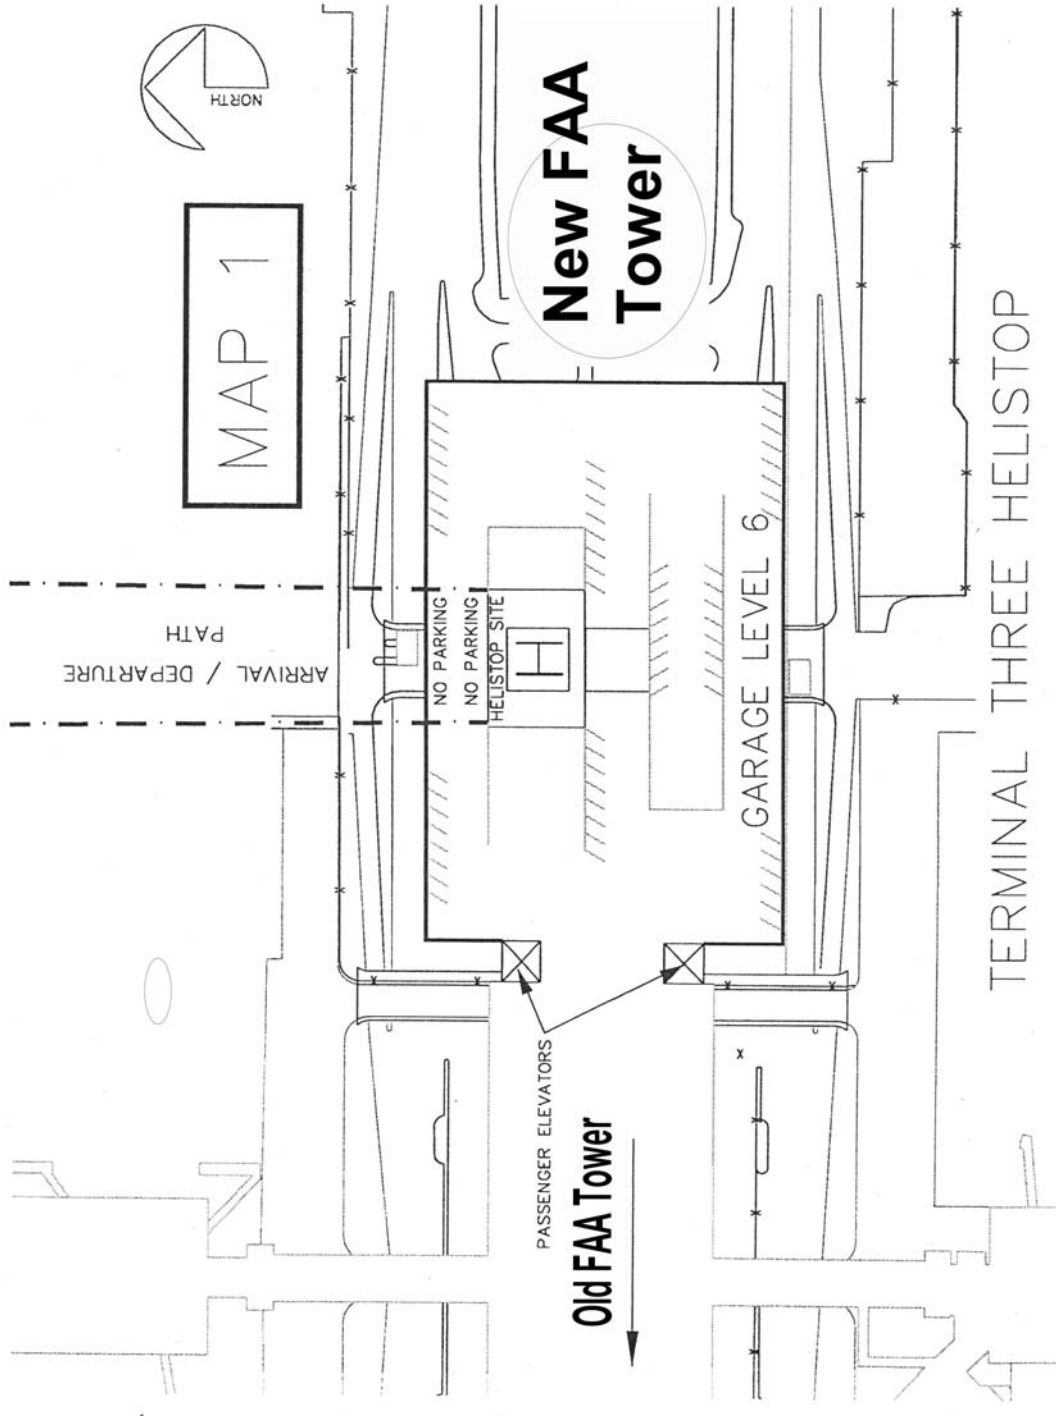 NORTH
MAP 1
New FAA
Tower
ARRIVAL / DEPARTURE
PATH
NO PARKING
NO PARKING
HELISTOP SITE
H
GARAGE LEVEL 6
PASSENGER ELEVATORS
Old FAA Tower
TERMINAL THREE HELISTOP